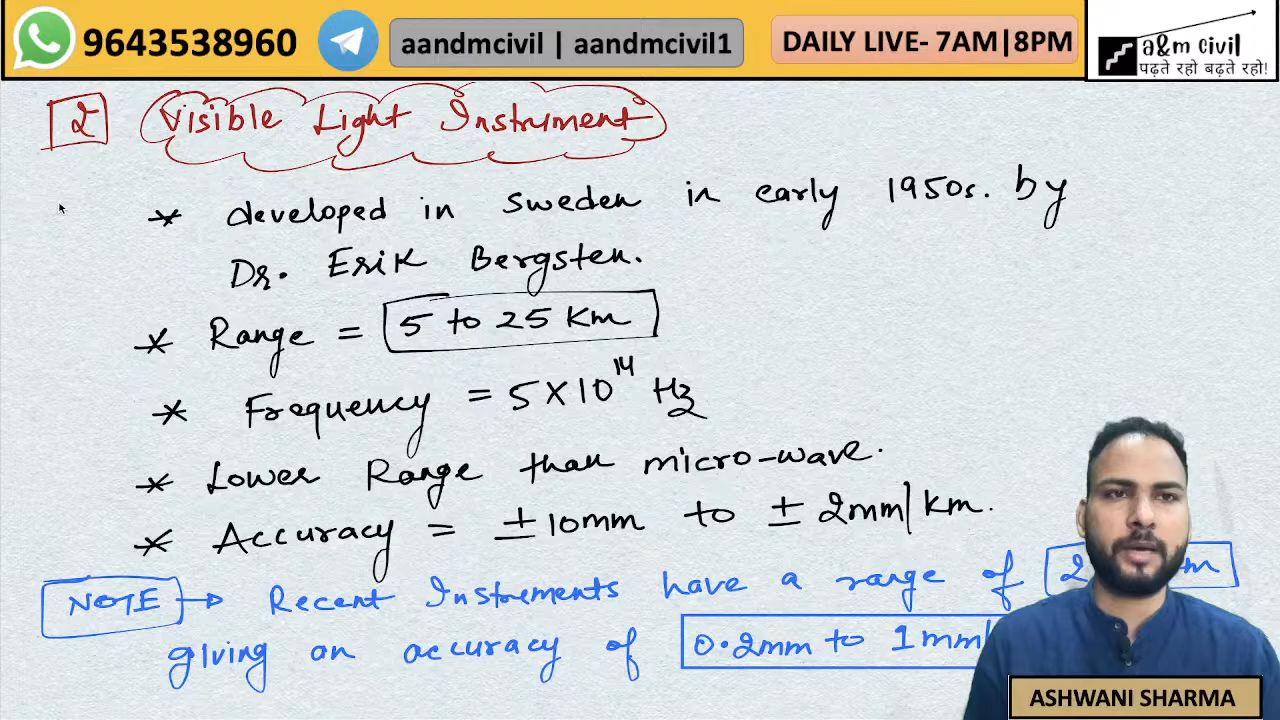 9643538960
aandmcivil | aandmcivil1
DAILY LIVE- 7AM|8PM
a&m civil
पढ़ते रहो बढ़ते रहो!
2 Visible Light Instrument
* developed in sweden in early 1950s. by
Dr. Erik Bergsten.
* Range = 5 to 25 Km
* Frequency = 5X10¹⁴ Hz
* Lower Range than micro-wave.
* Accuracy = ±10mm to ±2mm|km.
NOTE → Recent Instrements have a range of
giving an accuracy of 0.2mm to 1mm|
ASHWANI SHARMA